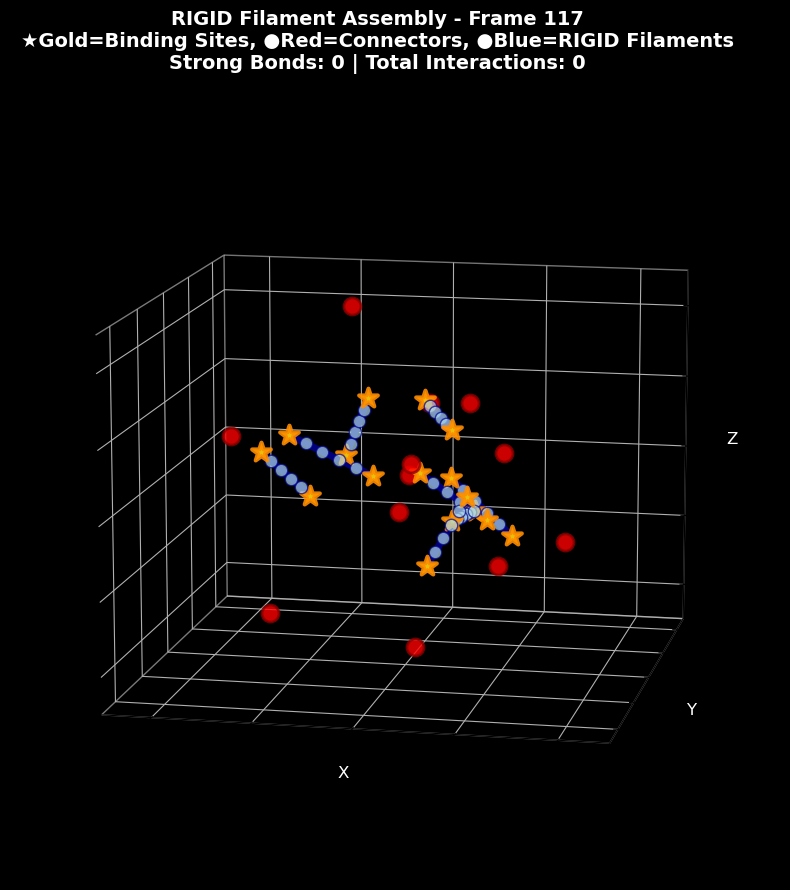 RIGID Filament Assembly - Frame 117
★Gold=Binding Sites, ●Red=Connectors, ●Blue=RIGID Filaments
Strong Bonds: 0 | Total Interactions: 0
Z
Y
X